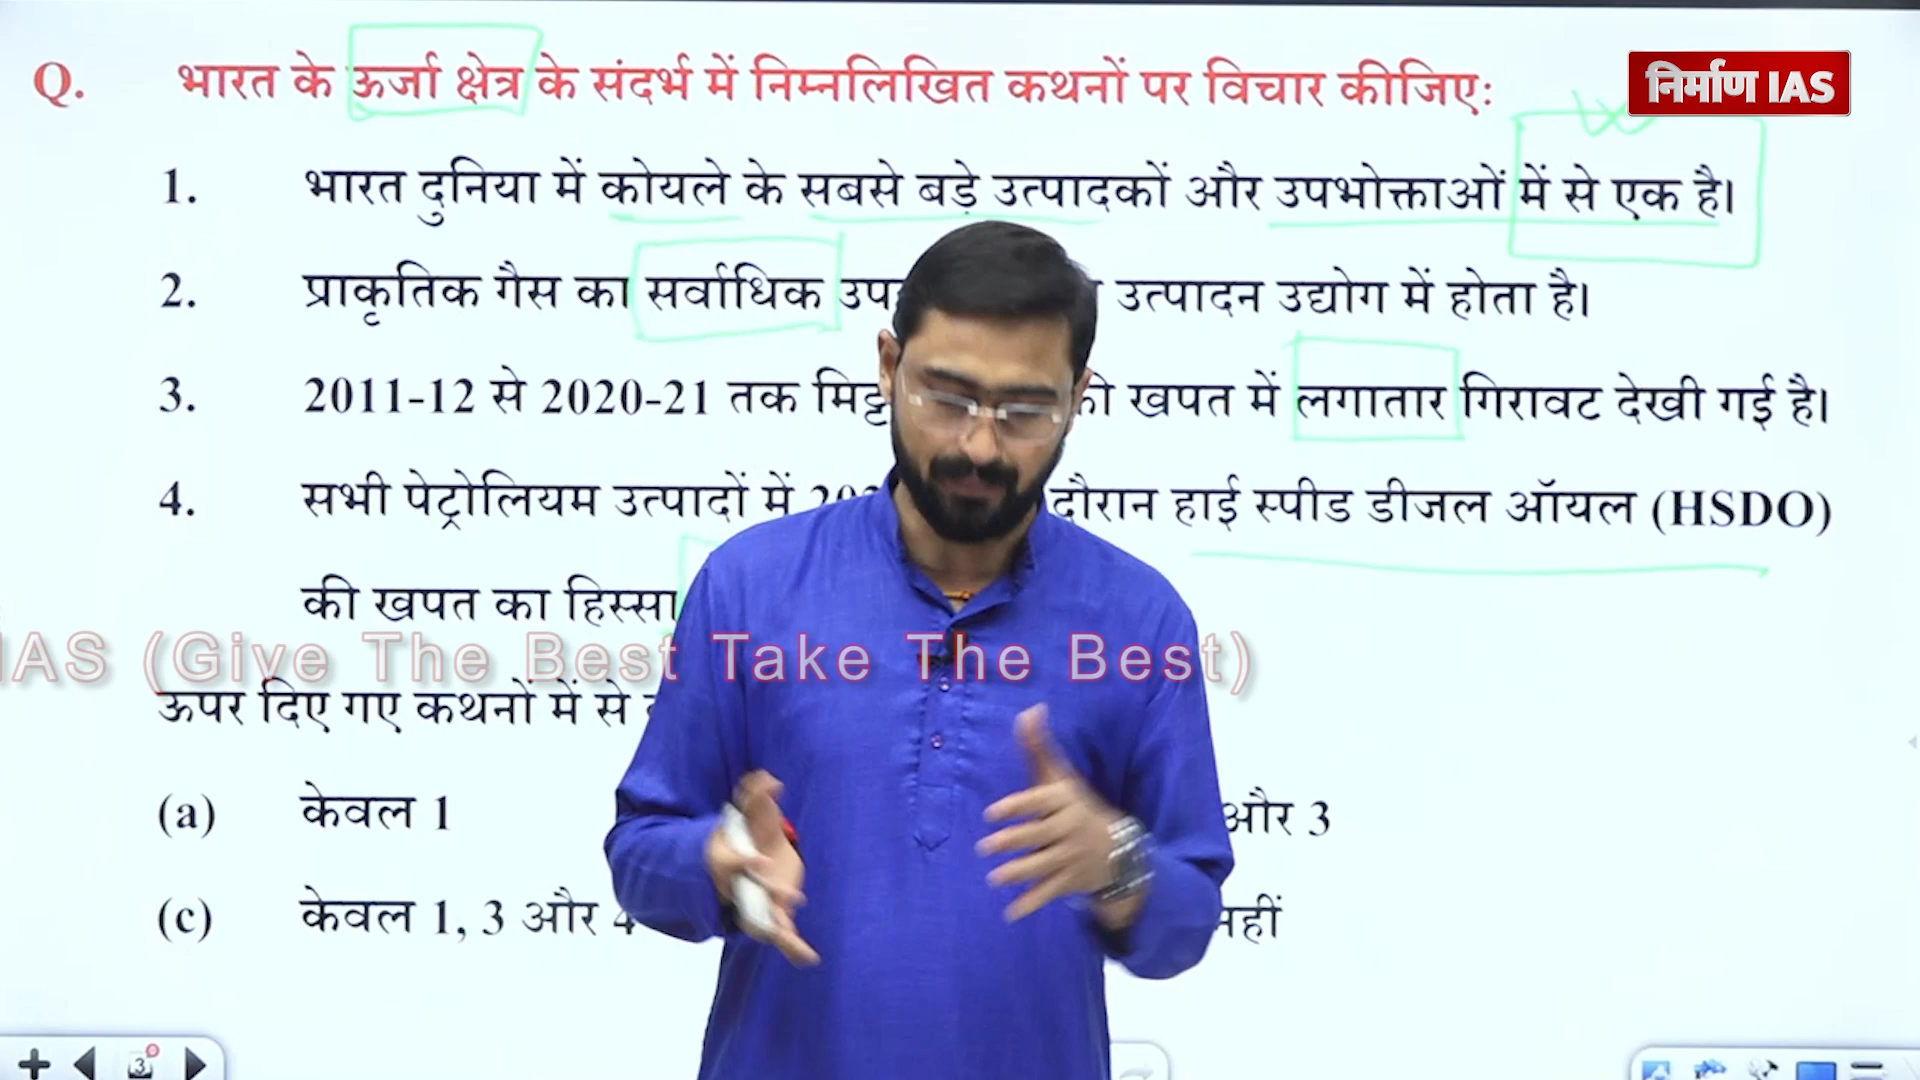 Q. भारत के ऊर्जा क्षेत्र के संदर्भ में निम्नलिखित कथनों पर विचार कीजिए:
निर्माण IAS
1. भारत दुनिया में कोयले के सबसे बड़े उत्पादकों और उपभोक्ताओं में से एक है।
2. प्राकृतिक गैस का सर्वाधिक उत्पादन उद्योग में होता है।
3. 2011-12 से 2020-21 तक खपत में लगातार गिरावट देखी गई है।
4. सभी पेट्रोलियम उत्पादों में दौरान हाई स्पीड डीजल ऑयल (HSDO)
की खपत का हिस्सा
IAS (Give The Best Take The Best)
ऊपर दिए गए कथनों में से
(a) केवल 1 और 3
(c) केवल 1, 3 और 4 नहीं
3